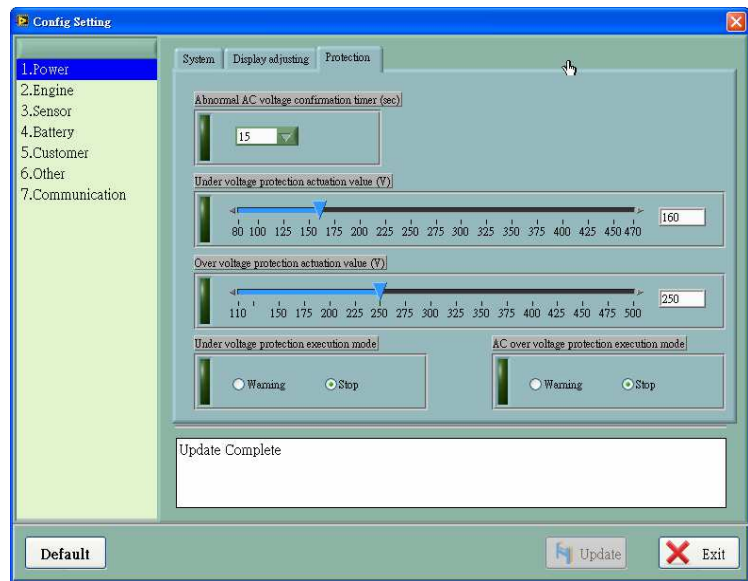 Config Setting
1.Power
2.Engine
3.Sensor
4.Battery
5.Customer
6.Other
7.Communication
System Display adjusting Protection
Abnormal AC voltage confirmation timer (sec)
15
Under voltage protection actuation value (V)
160
80 100 125 150 175 200 225 250 275 300 325 350 375 400 425 450 470
Over voltage protection actuation value (V)
250
110 150 175 200 225 250 275 300 325 350 375 400 425 450 475 500
Under voltage protection execution mode
Warning Stop
AC over voltage protection execution mode
Warning Stop
Update Complete
Default
Update
Exit